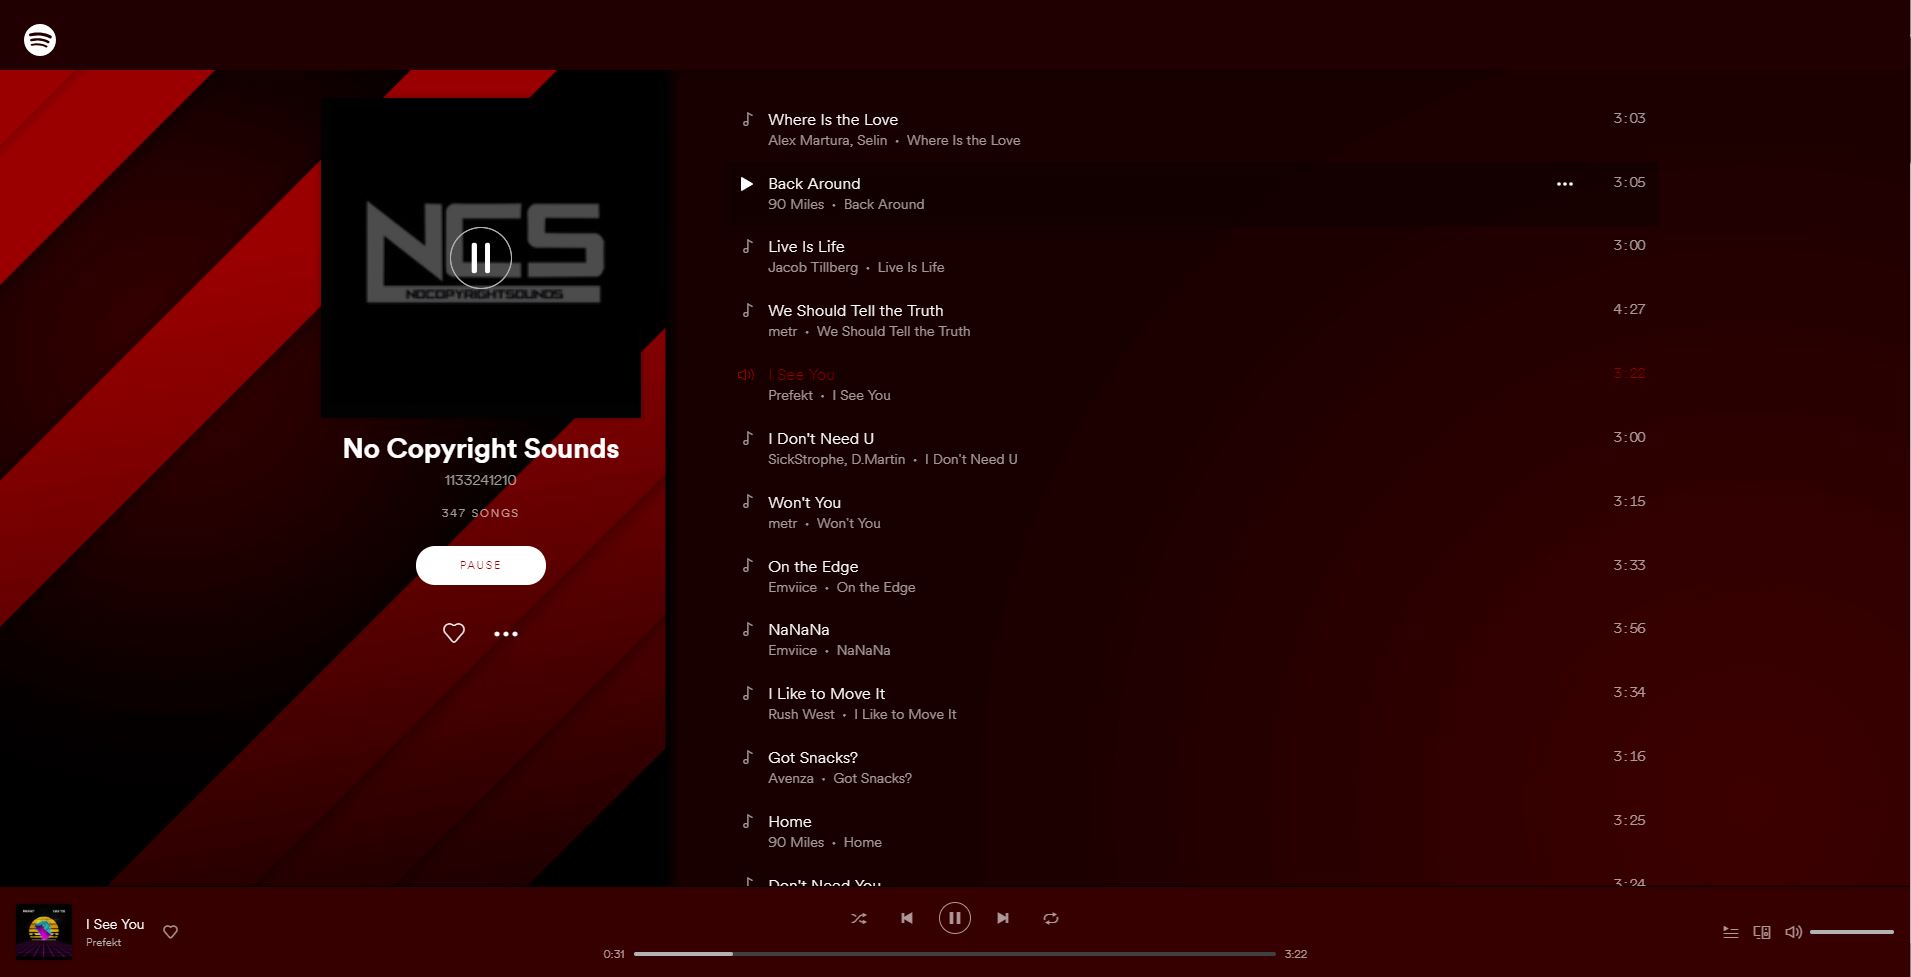 NCS
NOCOPYRIGHTSOUNDS
No Copyright Sounds
1133241210
347 SONGS
PAUSE
Where Is the Love 3:03
Alex Martura, Selin • Where Is the Love
Back Around 3:05
90 Miles • Back Around
Live Is Life 3:00
Jacob Tillberg • Live Is Life
We Should Tell the Truth 4:27
metr • We Should Tell the Truth
I See You 3:22
Prefekt • I See You
I Don't Need U 3:00
SickStrophe, D.Martin • I Don't Need U
Won't You 3:15
metr • Won't You
On the Edge 3:33
Emviice • On the Edge
NaNaNa 3:56
Emviice • NaNaNa
I Like to Move It 3:34
Rush West • I Like to Move It
Got Snacks? 3:16
Avenza • Got Snacks?
Home 3:25
90 Miles • Home
Don't Need You 3:24
I See You
Prefekt
0:31 3:22